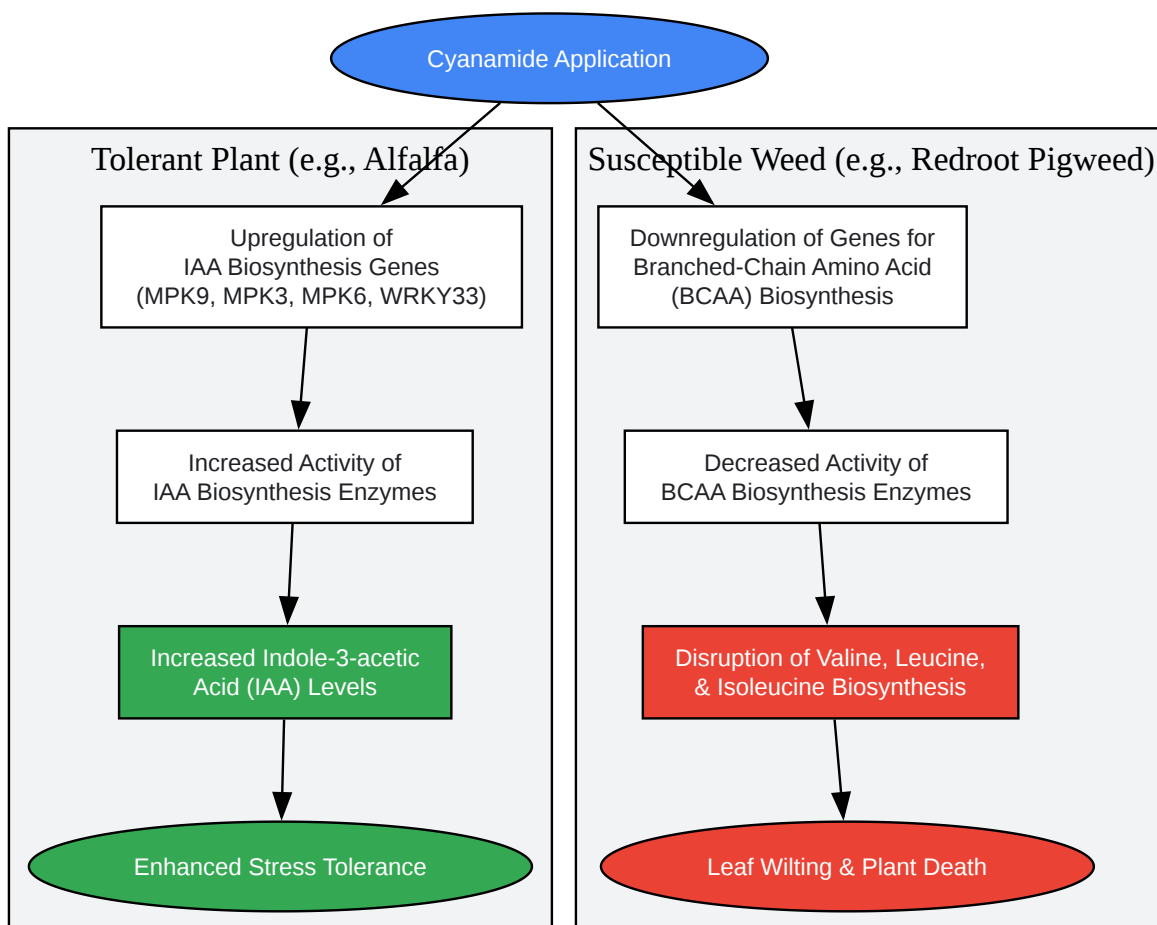 Cyanamide Application
Tolerant Plant (e.g., Alfalfa)
Upregulation of
IAA Biosynthesis Genes
(MPK9, MPK3, MPK6, WRKY33)
Increased Activity of
IAA Biosynthesis Enzymes
Increased Indole-3-acetic
Acid (IAA) Levels
Enhanced Stress Tolerance
Susceptible Weed (e.g., Redroot Pigweed)
Downregulation of Genes for
Branched-Chain Amino Acid
(BCAA) Biosynthesis
Decreased Activity of
BCAA Biosynthesis Enzymes
Disruption of Valine, Leucine,
& Isoleucine Biosynthesis
Leaf Wilting & Plant Death